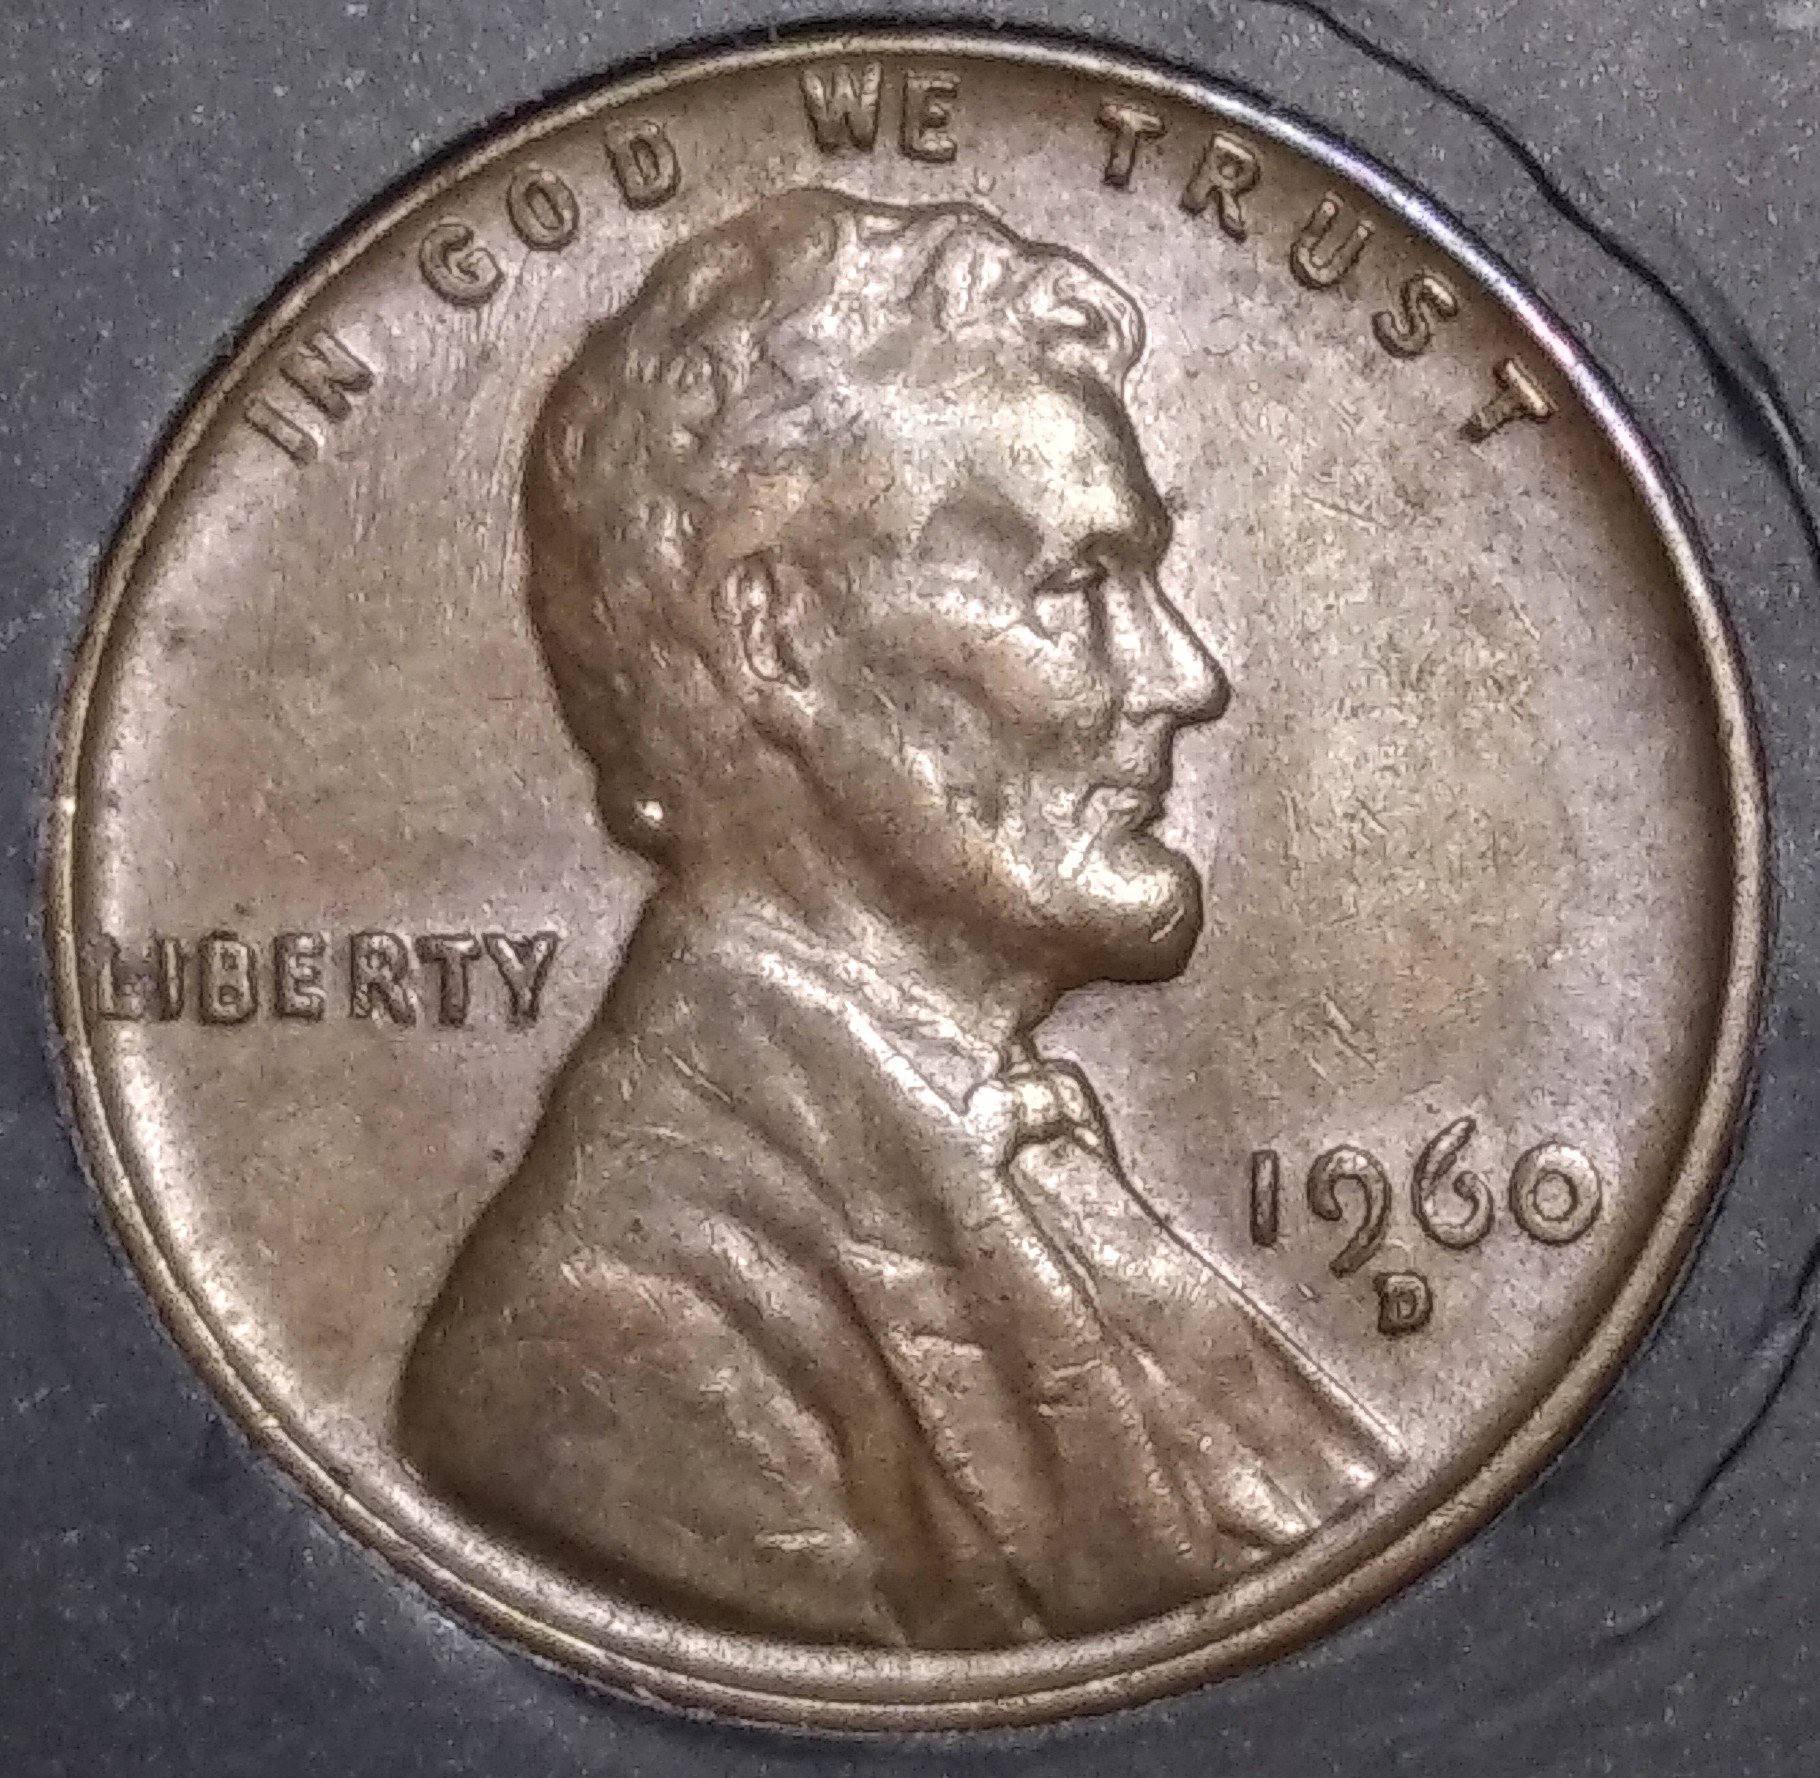 IN GOD WE TRUST
LIBERTY
1960
D